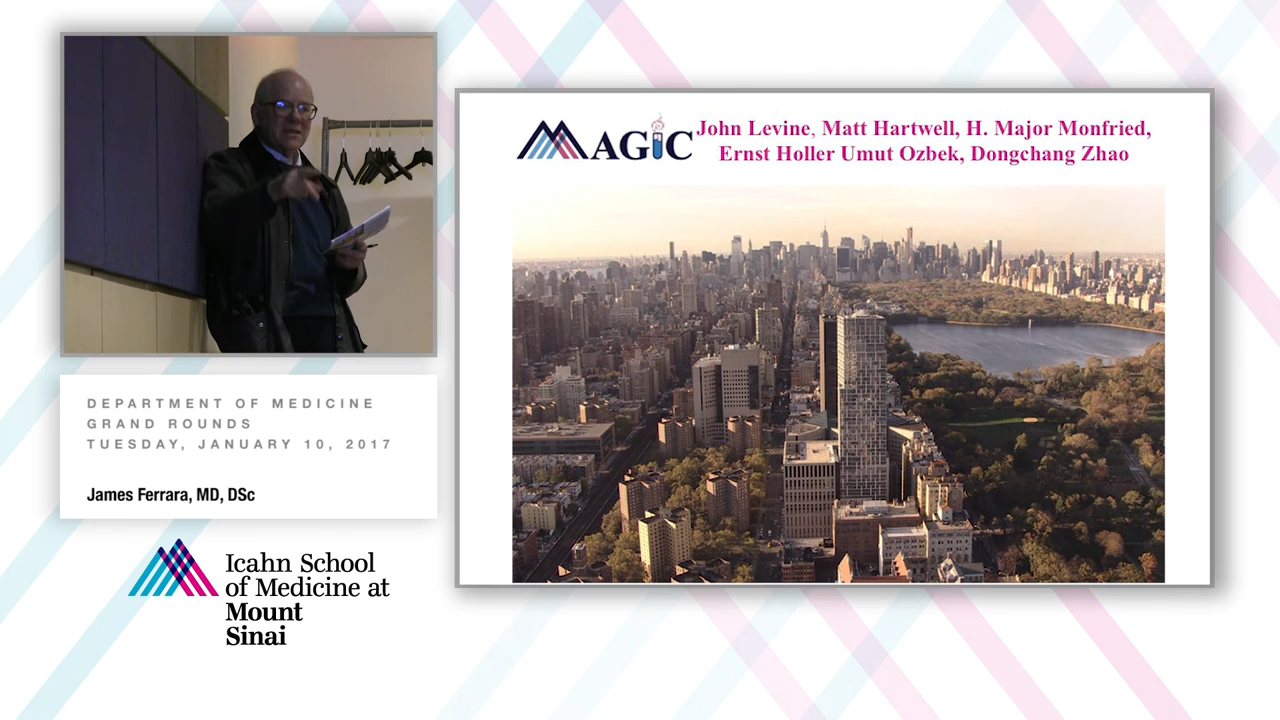 DEPARTMENT OF MEDICINE
GRAND ROUNDS
TUESDAY, JANUARY 10, 2017
James Ferrara, MD, DSc
Icahn School
of Medicine at
Mount
Sinai
MAGIC
John Levine, Matt Hartwell, H. Major Monfried,
Ernst Holler Umut Ozbek, Dongchang Zhao